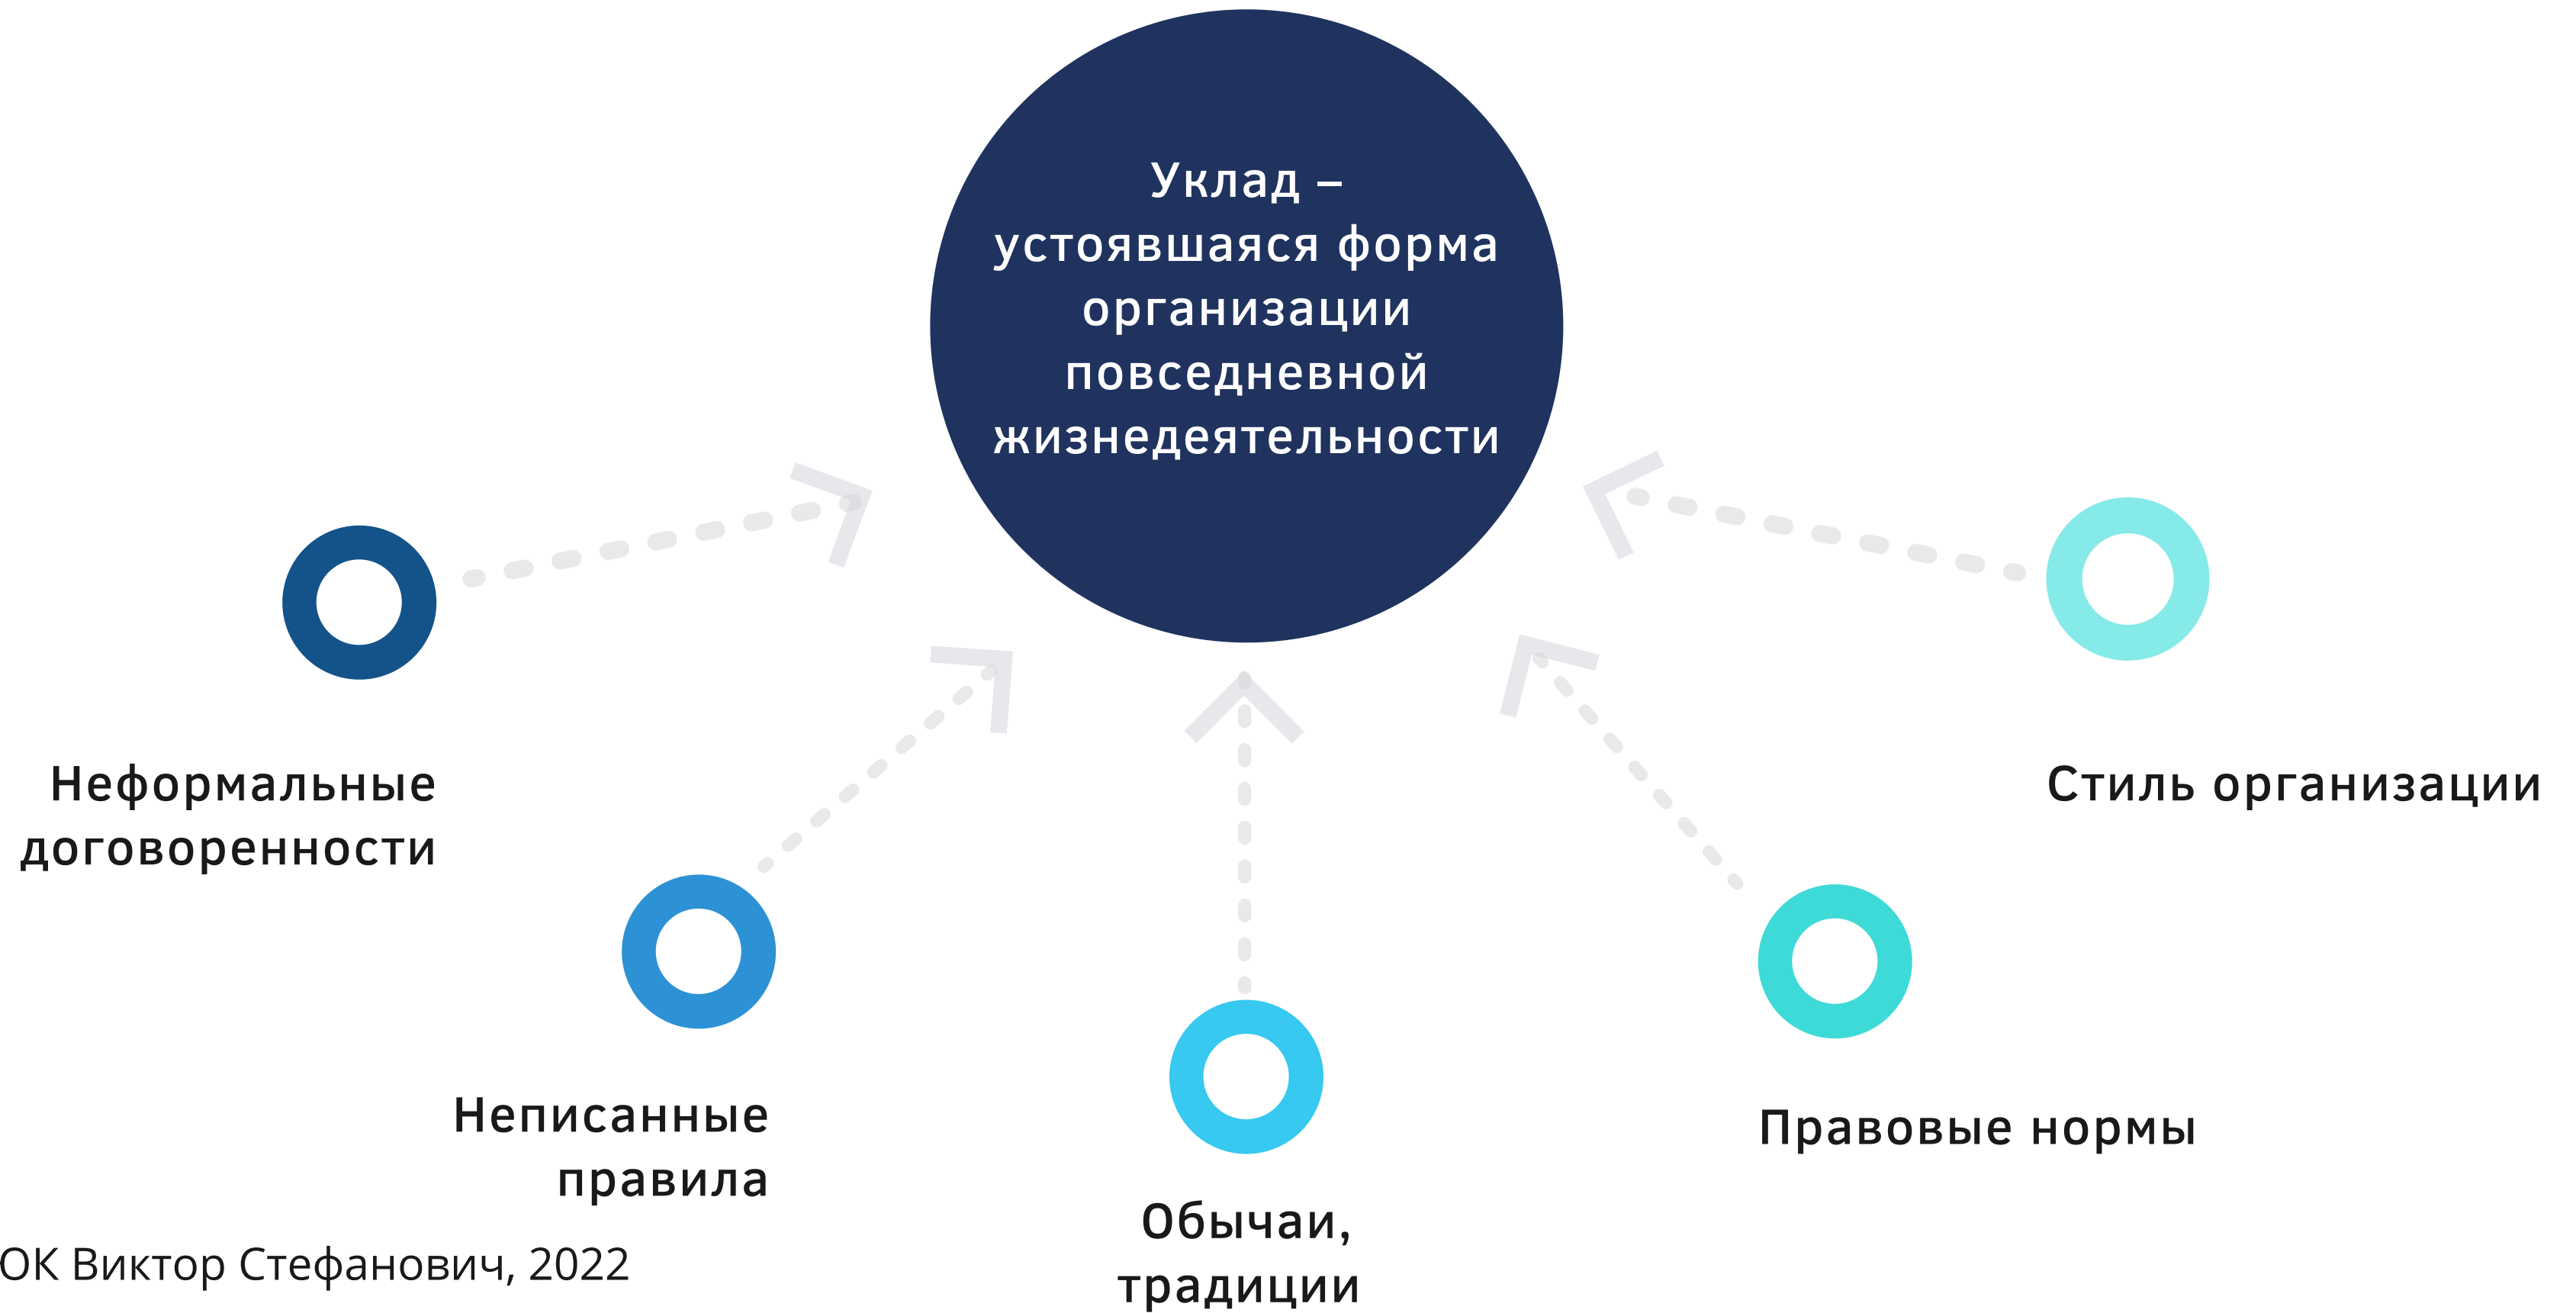 Уклад –
устоявшаяся форма
организации
повседневной
жизнедеятельности
Неформальные
договоренности
Неписанные
правила
Обычаи,
традиции
Правовые нормы
Стиль организации
ОК Виктор Стефанович, 2022